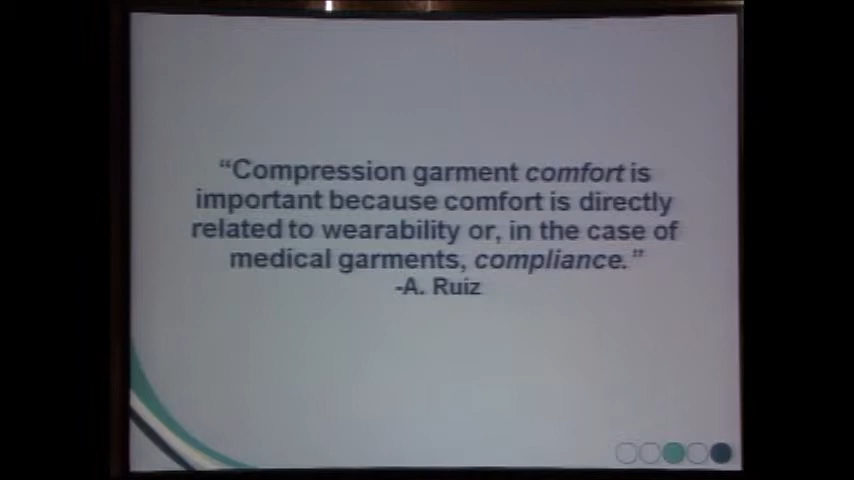 “Compression garment comfort is
important because comfort is directly
related to wearability or, in the case of
medical garments, compliance.”
-A. Ruiz